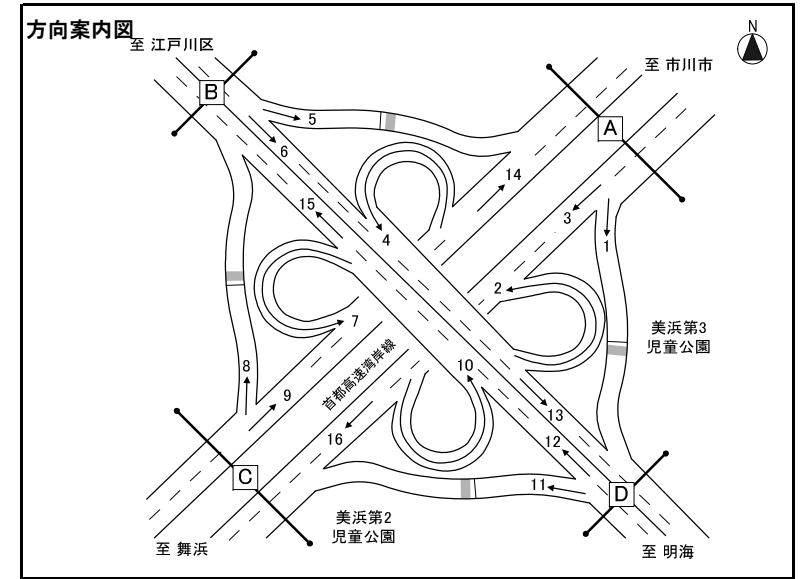 方向案内図
至 江戸川区
N
至 市川市
B
A
5
6
14
15
3
4
1
2
7
美浜第3
児童公園
首都高速湾岸線
10
8
9
13
16
12
C
11
D
美浜第2
児童公園
至 舞浜
至 明海